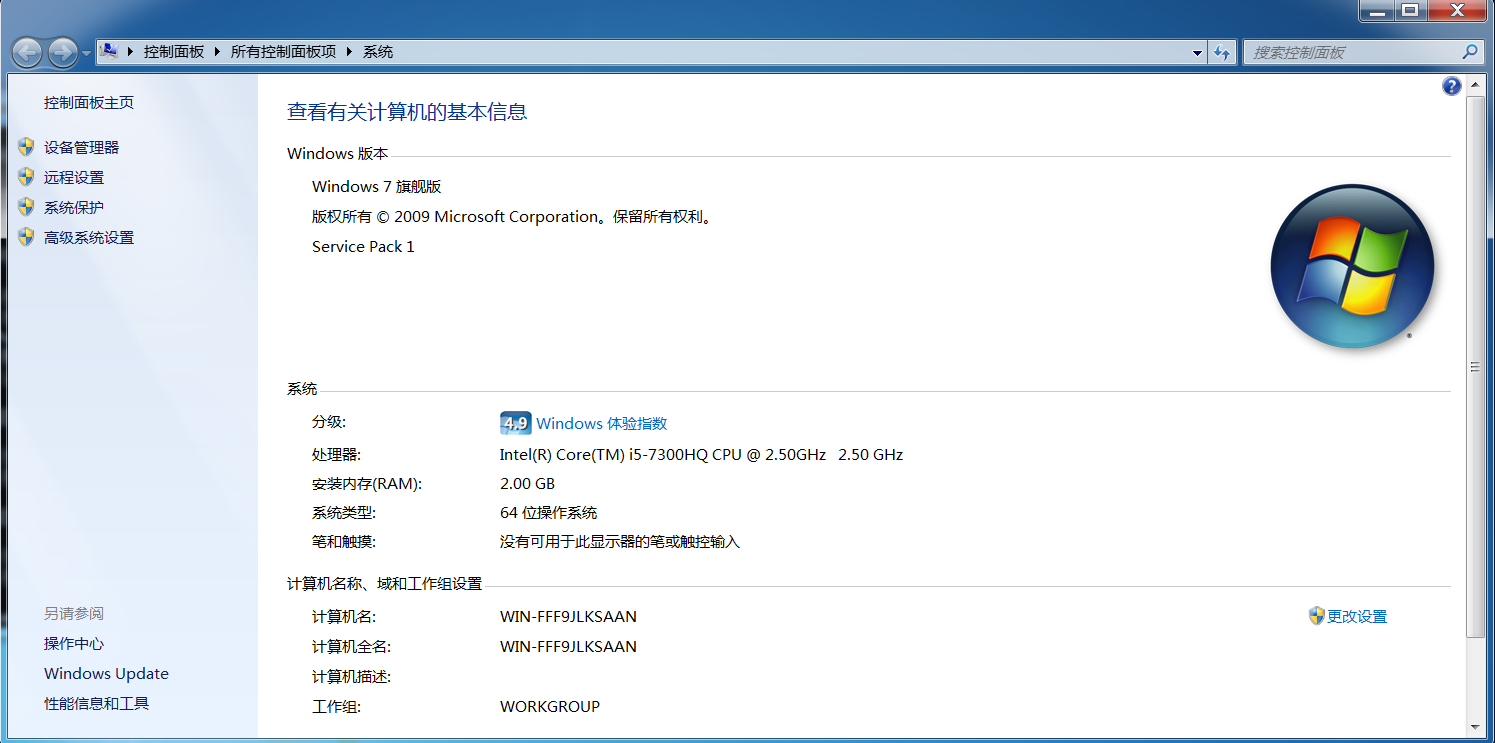 控制面板 ▸ 所有控制面板项 ▸ 系统
搜索控制面板
控制面板主页
设备管理器
远程设置
系统保护
高级系统设置
另请参阅
操作中心
Windows Update
性能信息和工具
查看有关计算机的基本信息
Windows 版本
Windows 7 旗舰版
版权所有 © 2009 Microsoft Corporation。保留所有权利。
Service Pack 1
系统
分级: 4.9 Windows 体验指数
处理器: Intel(R) Core(TM) i5-7300HQ CPU @ 2.50GHz 2.50 GHz
安装内存(RAM): 2.00 GB
系统类型: 64 位操作系统
笔和触摸: 没有可用于此显示器的笔或触控输入
计算机名称、域和工作组设置
计算机名: WIN-FFF9JLKSAAN 更改设置
计算机全名: WIN-FFF9JLKSAAN
计算机描述:
工作组: WORKGROUP